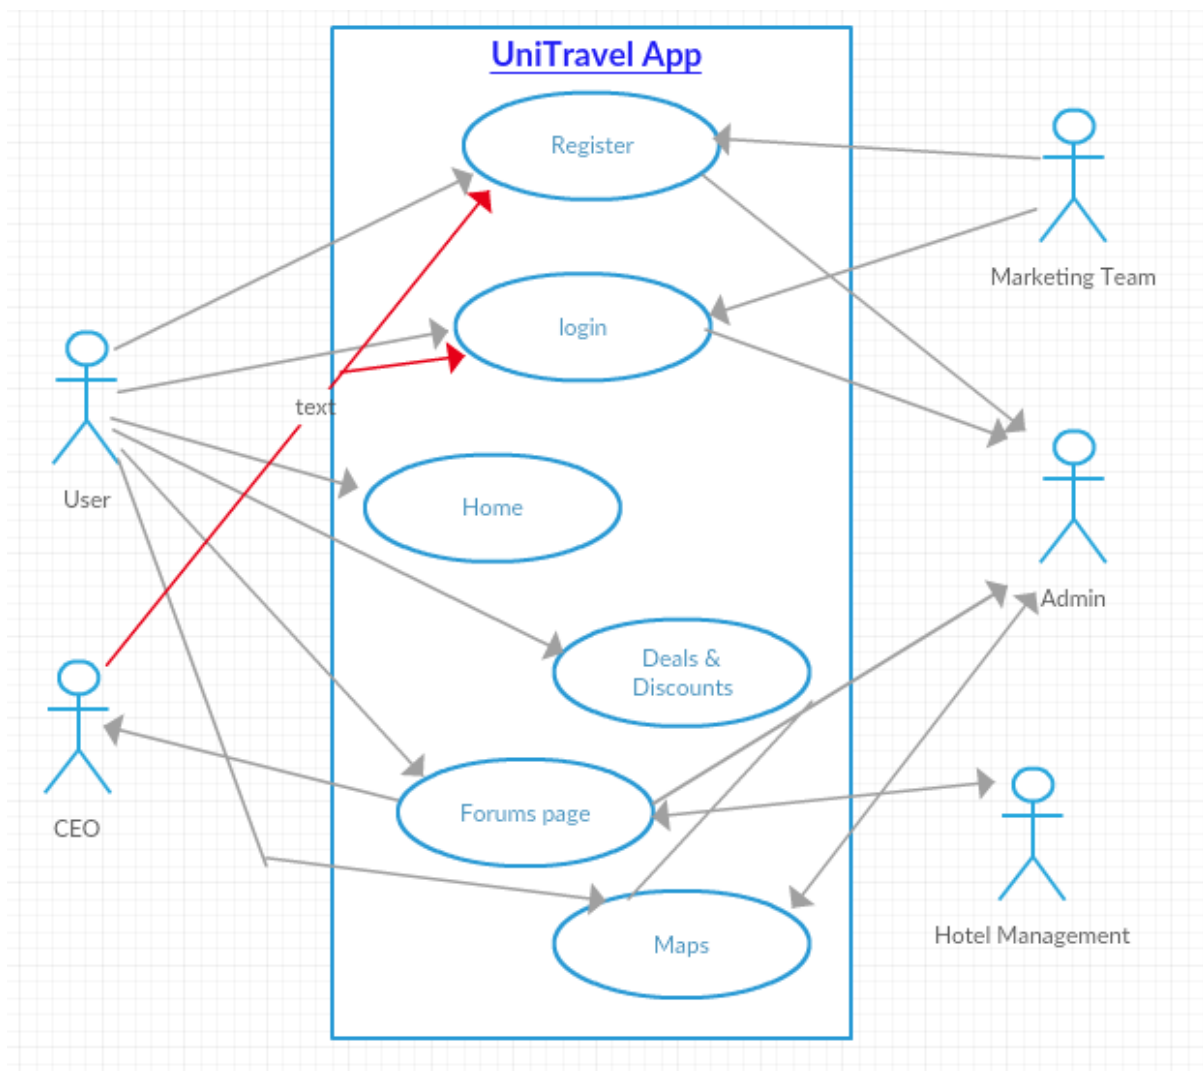 UniTravel App
Register
Marketing Team
login
text
User
Home
Admin
Deals &
Discounts
CEO
Forums page
Hotel Management
Maps